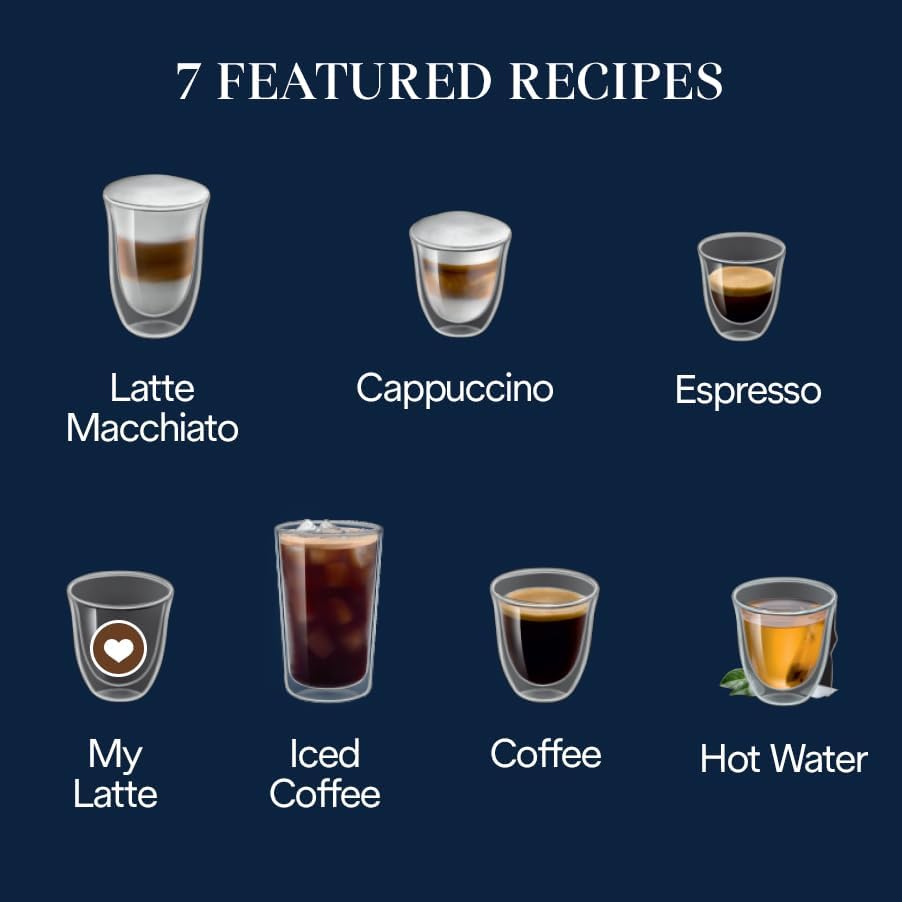 7 FEATURED RECIPES
Latte
Macchiato
Cappuccino
Espresso
My
Latte
Iced
Coffee
Coffee
Hot Water